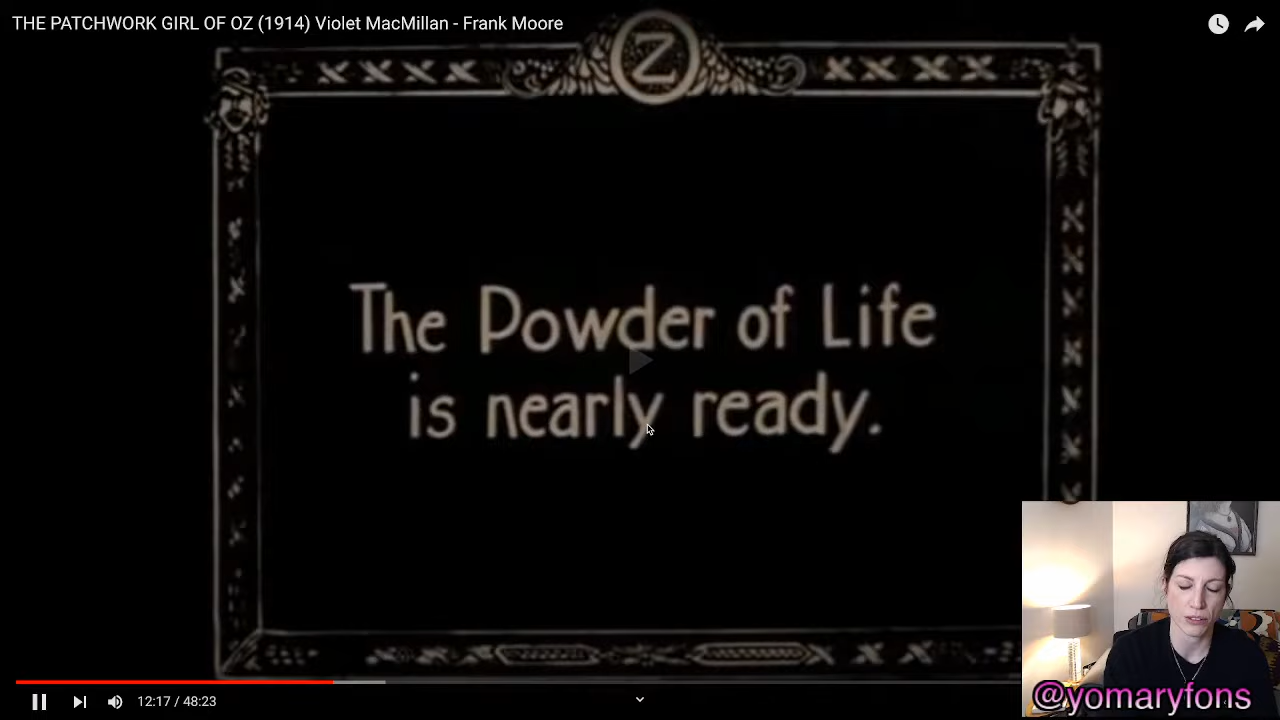 THE PATCHWORK GIRL OF OZ (1914) Violet MacMillan - Frank Moore
Z
The Powder of Life
is nearly ready.
12:17 / 48:23
@yomaryfons